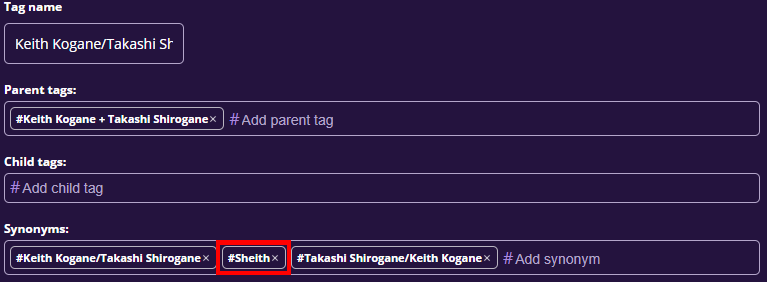 Tag name
Keith Kogane/Takashi Sh
Parent tags:
#Keith Kogane + Takashi Shirogane× #Add parent tag
Child tags:
#Add child tag
Synonyms:
#Keith Kogane/Takashi Shirogane× #Sheith× #Takashi Shirogane/Keith Kogane× #Add synonym